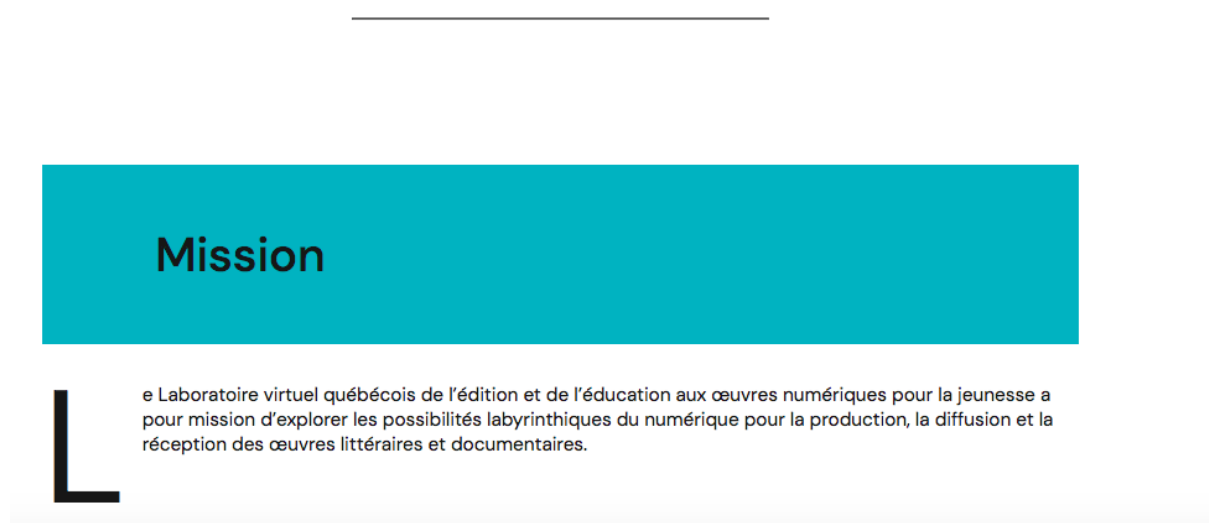 Mission
Le Laboratoire virtuel québécois de l’édition et de l’éducation aux œuvres numériques pour la jeunesse a
pour mission d’explorer les possibilités labyrinthiques du numérique pour la production, la diffusion et la
réception des œuvres littéraires et documentaires.